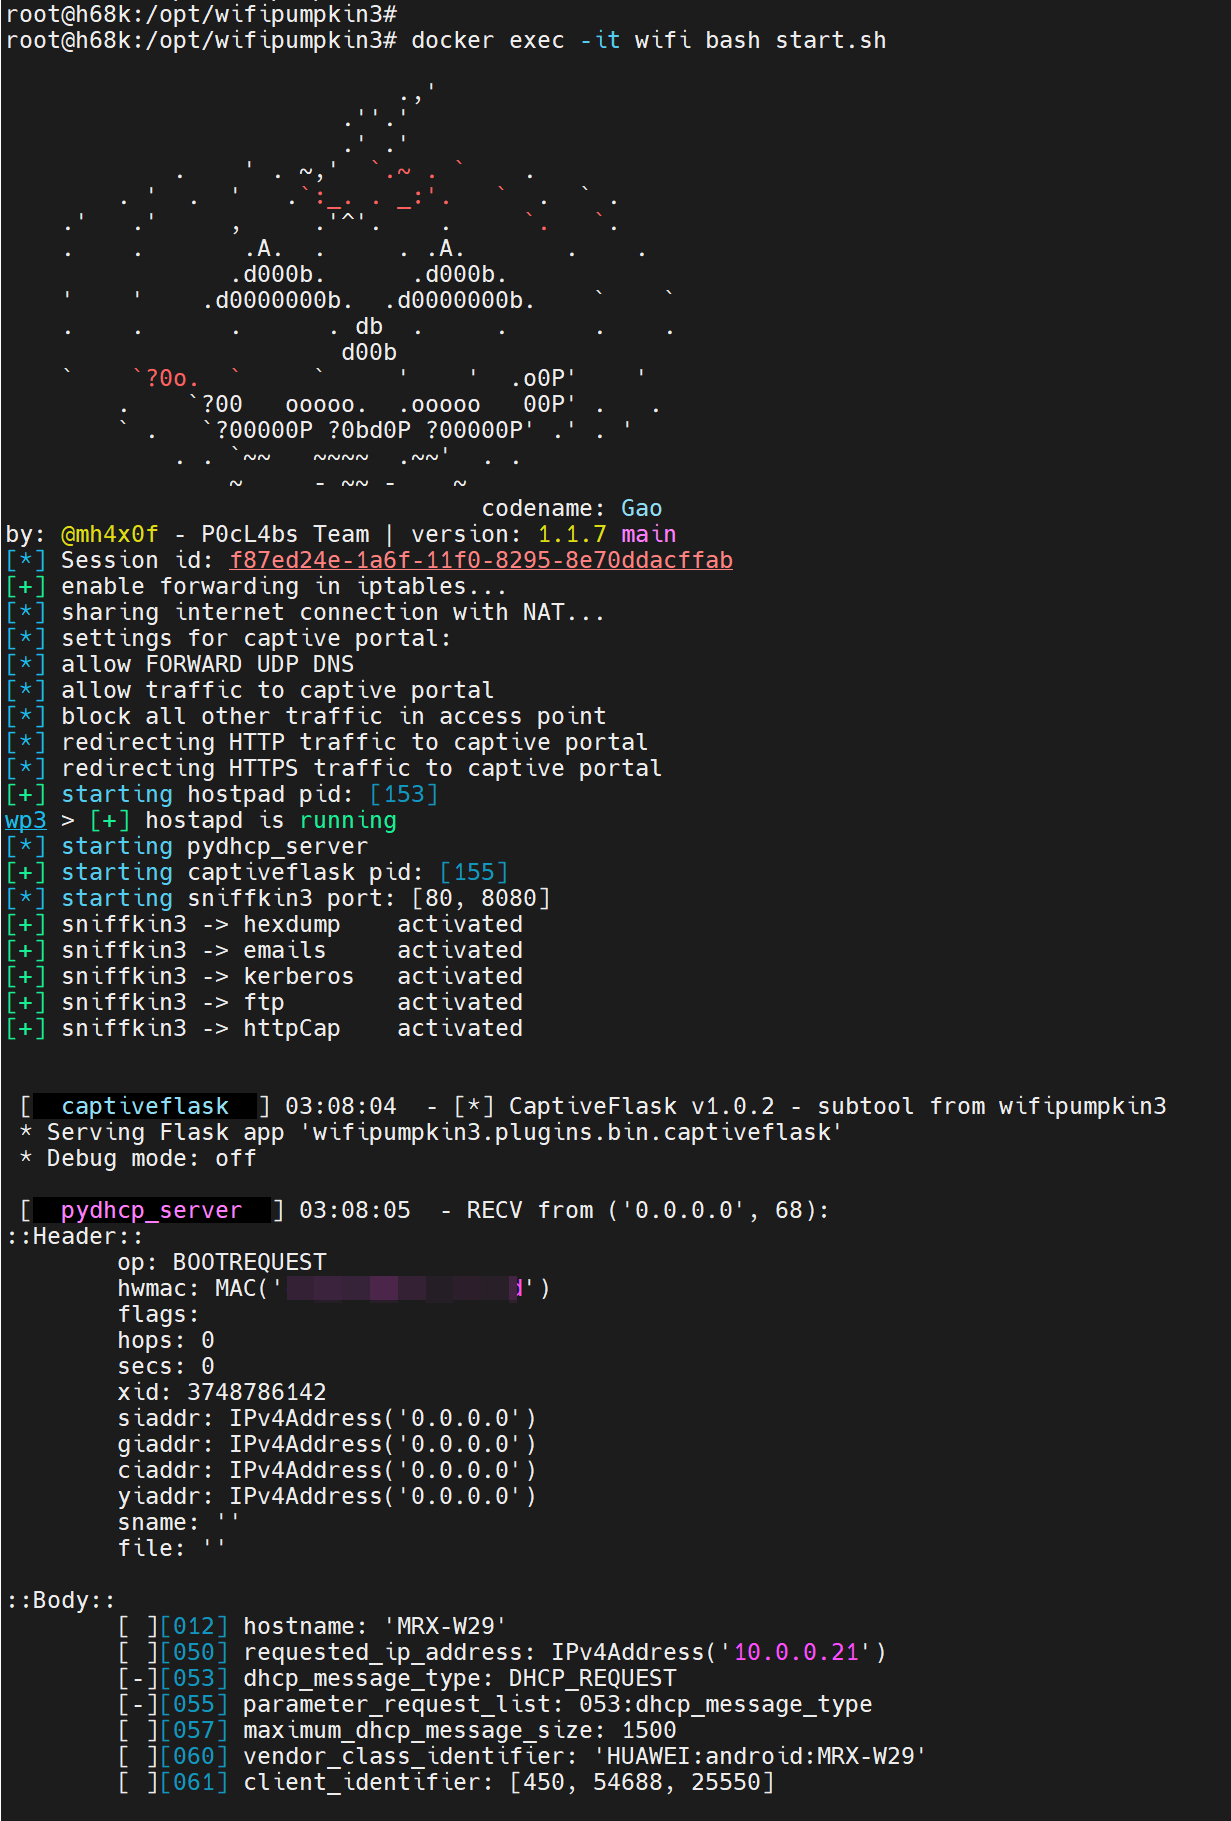 root@h68k:/opt/wifipumpkin3#
root@h68k:/opt/wifipumpkin3# docker exec -it wifi bash start.sh
                            .,'
                        .''.'
                        .' .'
            .    ' . ~,'  `.~ . `    .
        . '  .  '   .`:_. . _:'.   `  .  ` .
    .'   .'     ,     .'^'.    .     `.   `.
    .    .       .A.  .     . .A.       .    .
                .d000b.      .d000b.
    '    '    .d0000000b.  .d0000000b.    `    `
    .    .      .      . db  .     .      .    .
                        d00b
    `    `?0o.  `     `     '    '  .o0P'    '
        .    `?00   ooooo.  .ooooo   00P' .   .
        ` .   `?00000P ?0bd0P ?00000P' .' . '
            . . `~~   ~~~~  .~~'  . .
                ~     - ~~ -    ~
                                  codename: Gao
by: @mh4x0f - P0cL4bs Team | version: 1.1.7 main
[*] Session id: f87ed24e-1a6f-11f0-8295-8e70ddacffab
[+] enable forwarding in iptables...
[*] sharing internet connection with NAT...
[*] settings for captive portal:
[*] allow FORWARD UDP DNS
[*] allow traffic to captive portal
[*] block all other traffic in access point
[*] redirecting HTTP traffic to captive portal
[*] redirecting HTTPS traffic to captive portal
[+] starting hostpad pid: [153]
wp3 > [+] hostapd is running
[*] starting pydhcp_server
[+] starting captiveflask pid: [155]
[*] starting sniffkin3 port: [80, 8080]
[+] sniffkin3 -> hexdump    activated
[+] sniffkin3 -> emails     activated
[+] sniffkin3 -> kerberos   activated
[+] sniffkin3 -> ftp        activated
[+] sniffkin3 -> httpCap    activated
 [  captiveflask  ] 03:08:04  - [*] CaptiveFlask v1.0.2 - subtool from wifipumpkin3
 * Serving Flask app 'wifipumpkin3.plugins.bin.captiveflask'
 * Debug mode: off
 [  pydhcp_server  ] 03:08:05  - RECV from ('0.0.0.0', 68):
::Header::
        op: BOOTREQUEST
        hwmac: MAC(' d')
        flags:
        hops: 0
        secs: 0
        xid: 3748786142
        siaddr: IPv4Address('0.0.0.0')
        giaddr: IPv4Address('0.0.0.0')
        ciaddr: IPv4Address('0.0.0.0')
        yiaddr: IPv4Address('0.0.0.0')
        sname: ''
        file: ''
::Body::
        [ ][012] hostname: 'MRX-W29'
        [ ][050] requested_ip_address: IPv4Address('10.0.0.21')
        [-][053] dhcp_message_type: DHCP_REQUEST
        [-][055] parameter_request_list: 053:dhcp_message_type
        [ ][057] maximum_dhcp_message_size: 1500
        [ ][060] vendor_class_identifier: 'HUAWEI:android:MRX-W29'
        [ ][061] client_identifier: [450, 54688, 25550]